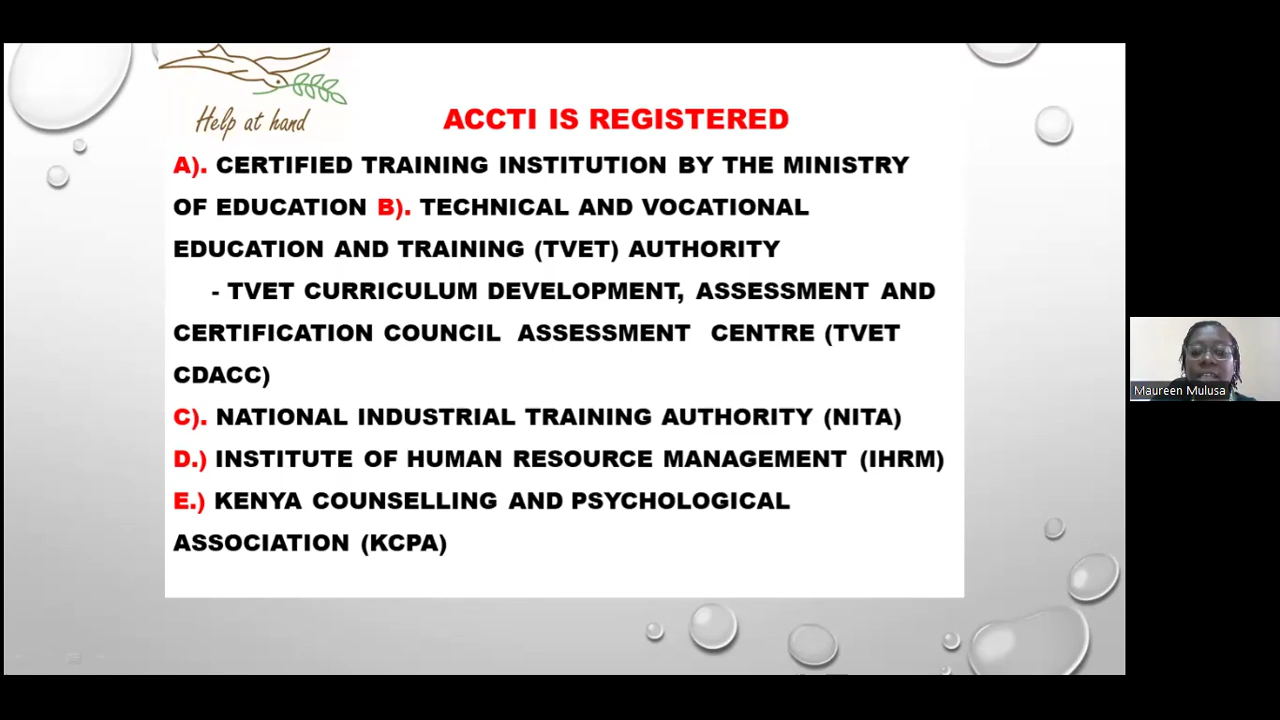 Help at hand
ACCTI IS REGISTERED
A). CERTIFIED TRAINING INSTITUTION BY THE MINISTRY
OF EDUCATION B). TECHNICAL AND VOCATIONAL
EDUCATION AND TRAINING (TVET) AUTHORITY
- TVET CURRICULUM DEVELOPMENT, ASSESSMENT AND
CERTIFICATION COUNCIL ASSESSMENT CENTRE (TVET
CDACC)
C). NATIONAL INDUSTRIAL TRAINING AUTHORITY (NITA)
D.) INSTITUTE OF HUMAN RESOURCE MANAGEMENT (IHRM)
E.) KENYA COUNSELLING AND PSYCHOLOGICAL
ASSOCIATION (KCPA)
Maureen Mulusa